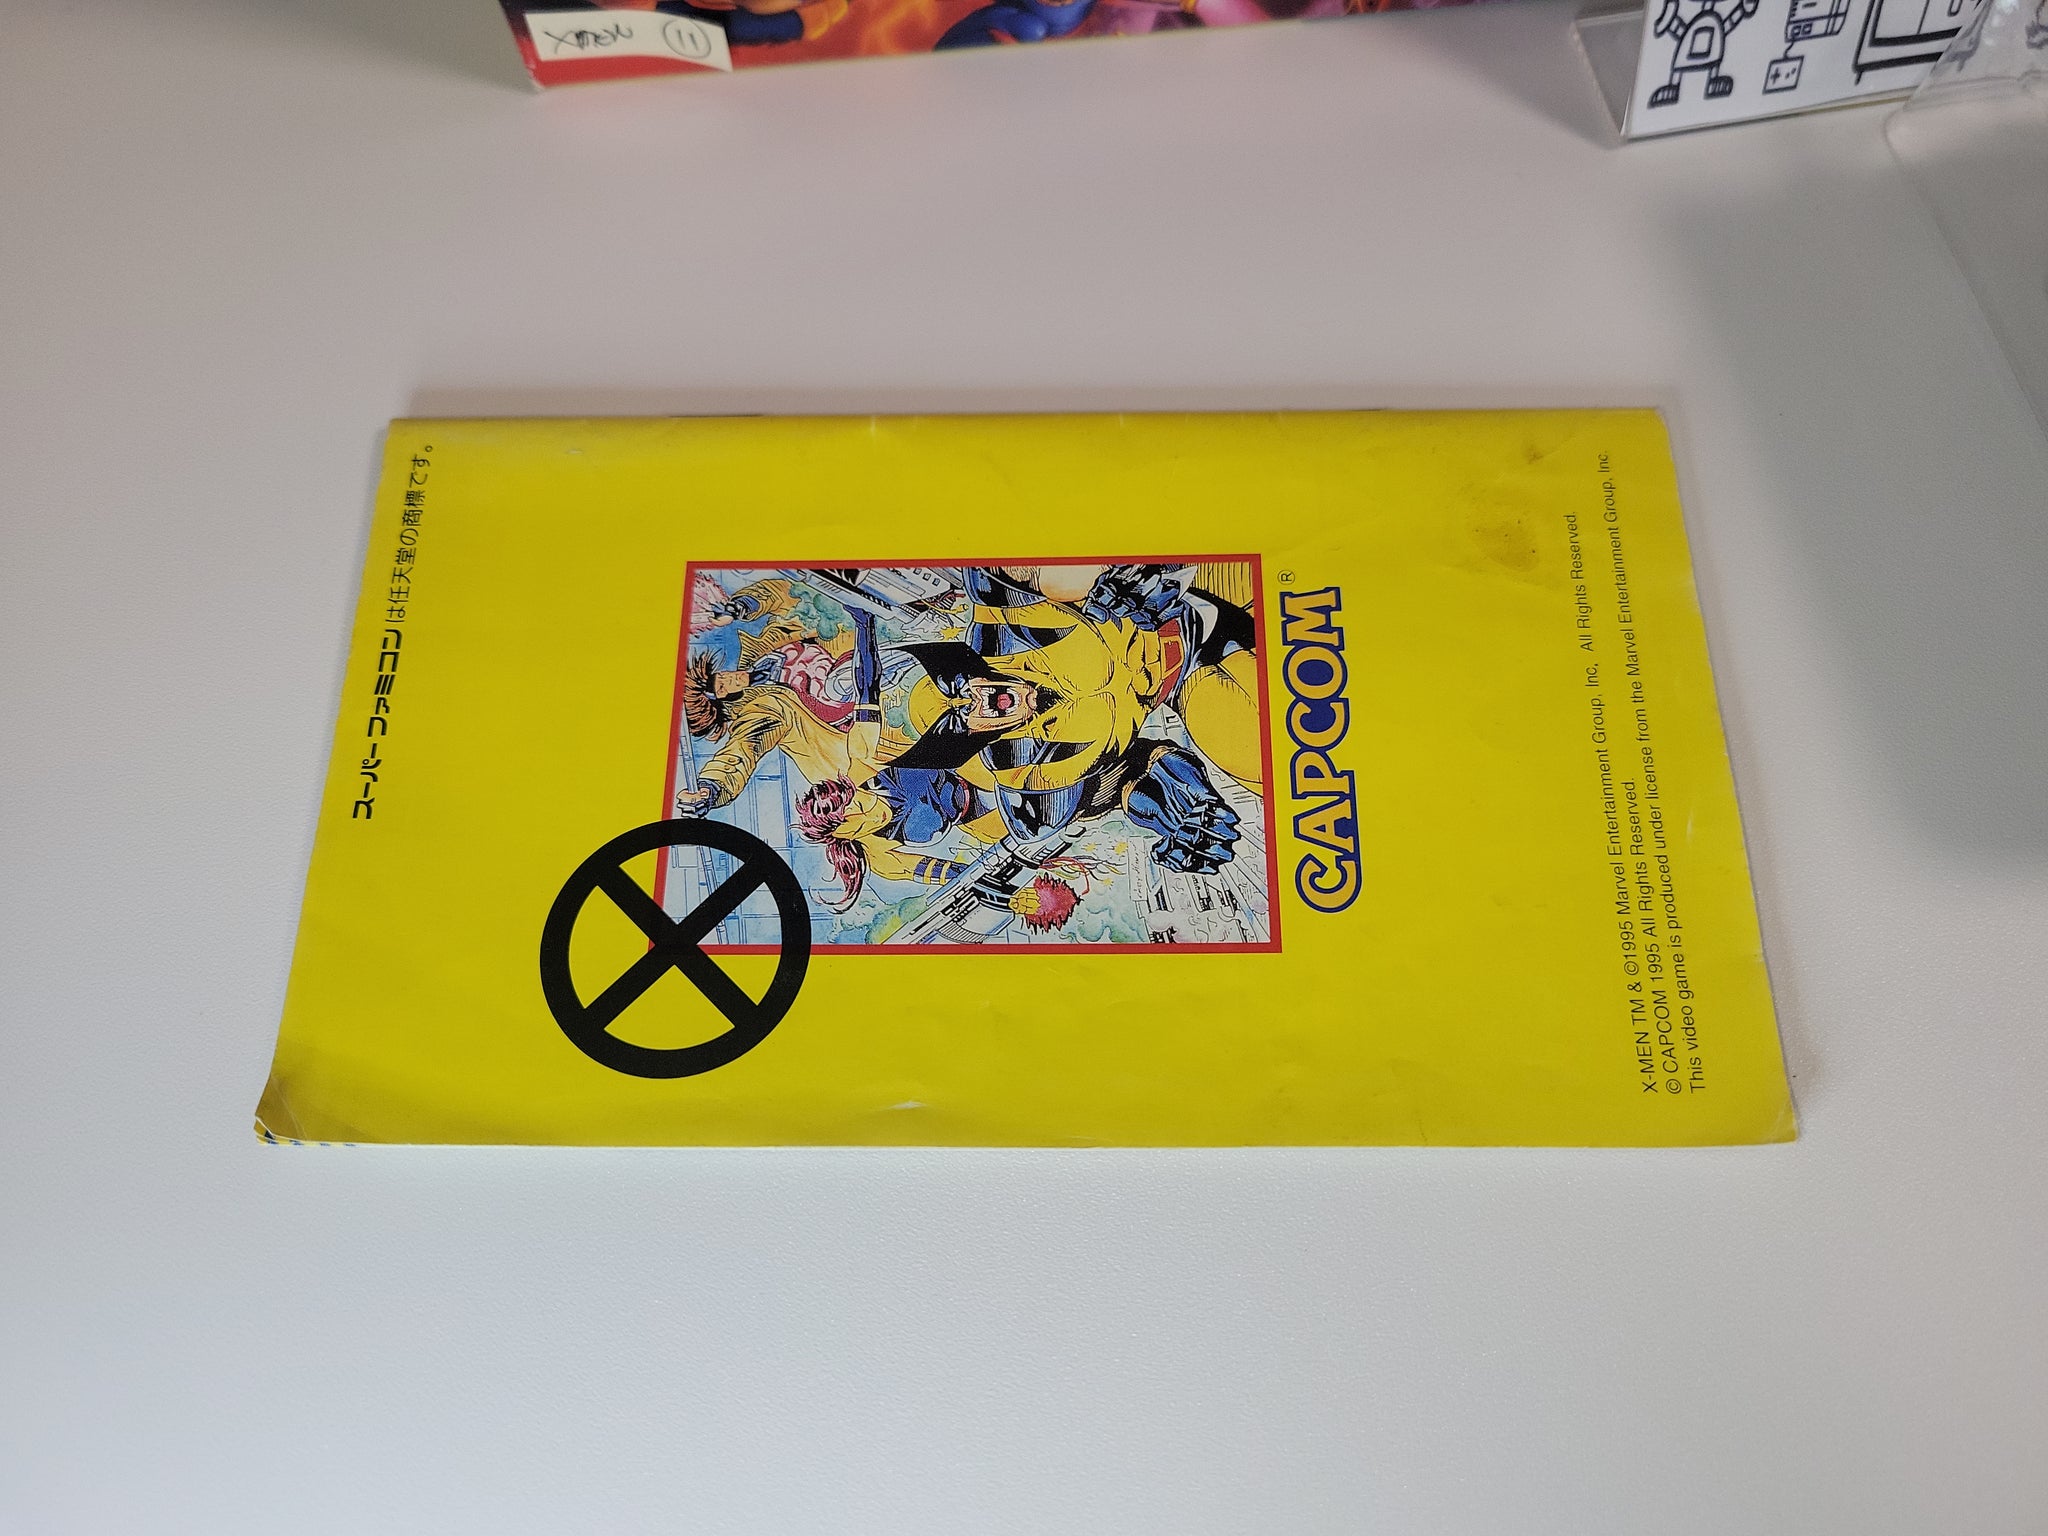 X-MEN
11
スーパーファミコンは任天堂の商標です。
CAPCOM®
X-MEN TM & ©1995 Marvel Entertainment Group, Inc. All Rights Reserved.
© CAPCOM 1995 All Rights Reserved.
This video game is produced under license from the Marvel Entertainment Group, Inc.